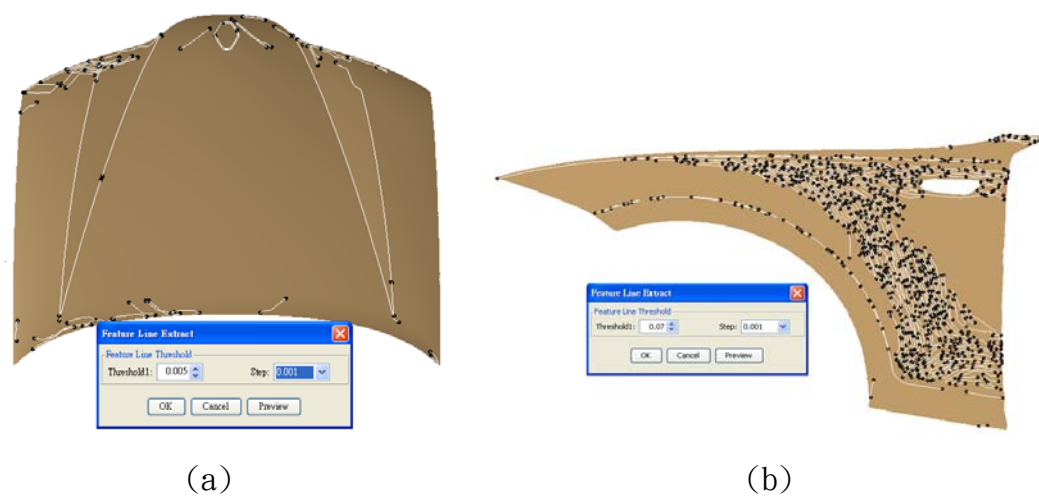 Feature Line Extract
Feature Line Threshold
Threshold1: 0.005 Step: 0.001
OK Cancel Preview
(a)
Feature Line Extract
Feature Line Threshold
Threshold1: 0.07 Step: 0.001
OK Cancel Preview
(b)